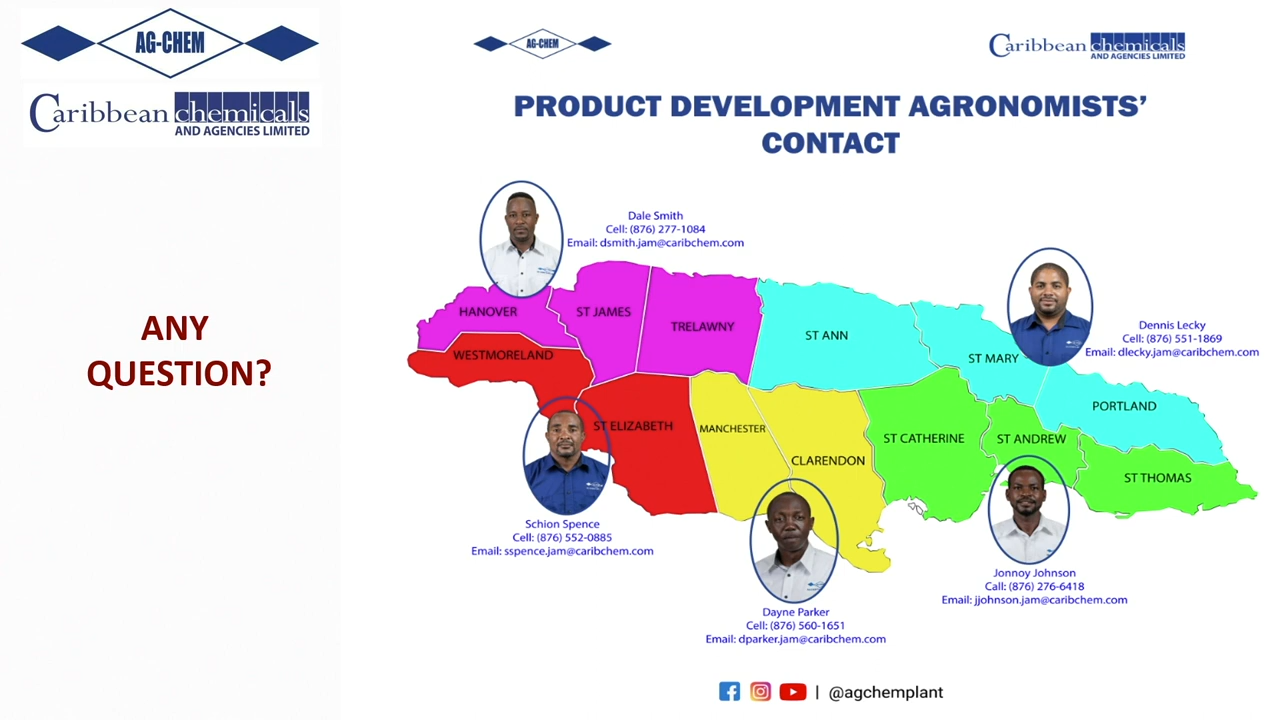 AG-CHEM
Caribbean chemicals
AND AGENCIES LIMITED
ANY
QUESTION?
AG-CHEM
Caribbean chemicals
AND AGENCIES LIMITED
PRODUCT DEVELOPMENT AGRONOMISTS’
CONTACT
Dale Smith
Cell: (876) 277-1084
Email: dsmith.jam@caribchem.com
Dennis Lecky
Cell: (876) 551-1869
Email: dlecky.jam@caribchem.com
HANOVER
ST JAMES
TRELAWNY
ST ANN
ST MARY
WESTMORELAND
PORTLAND
ST ELIZABETH
MANCHESTER
CLARENDON
ST CATHERINE
ST ANDREW
ST THOMAS
Schion Spence
Cell: (876) 552-0885
Email: sspence.jam@caribchem.com
Jonnoy Johnson
Call: (876) 276-6418
Email: jjohnson.jam@caribchem.com
Dayne Parker
Cell: (876) 560-1651
Email: dparker.jam@caribchem.com
| @agchemplant